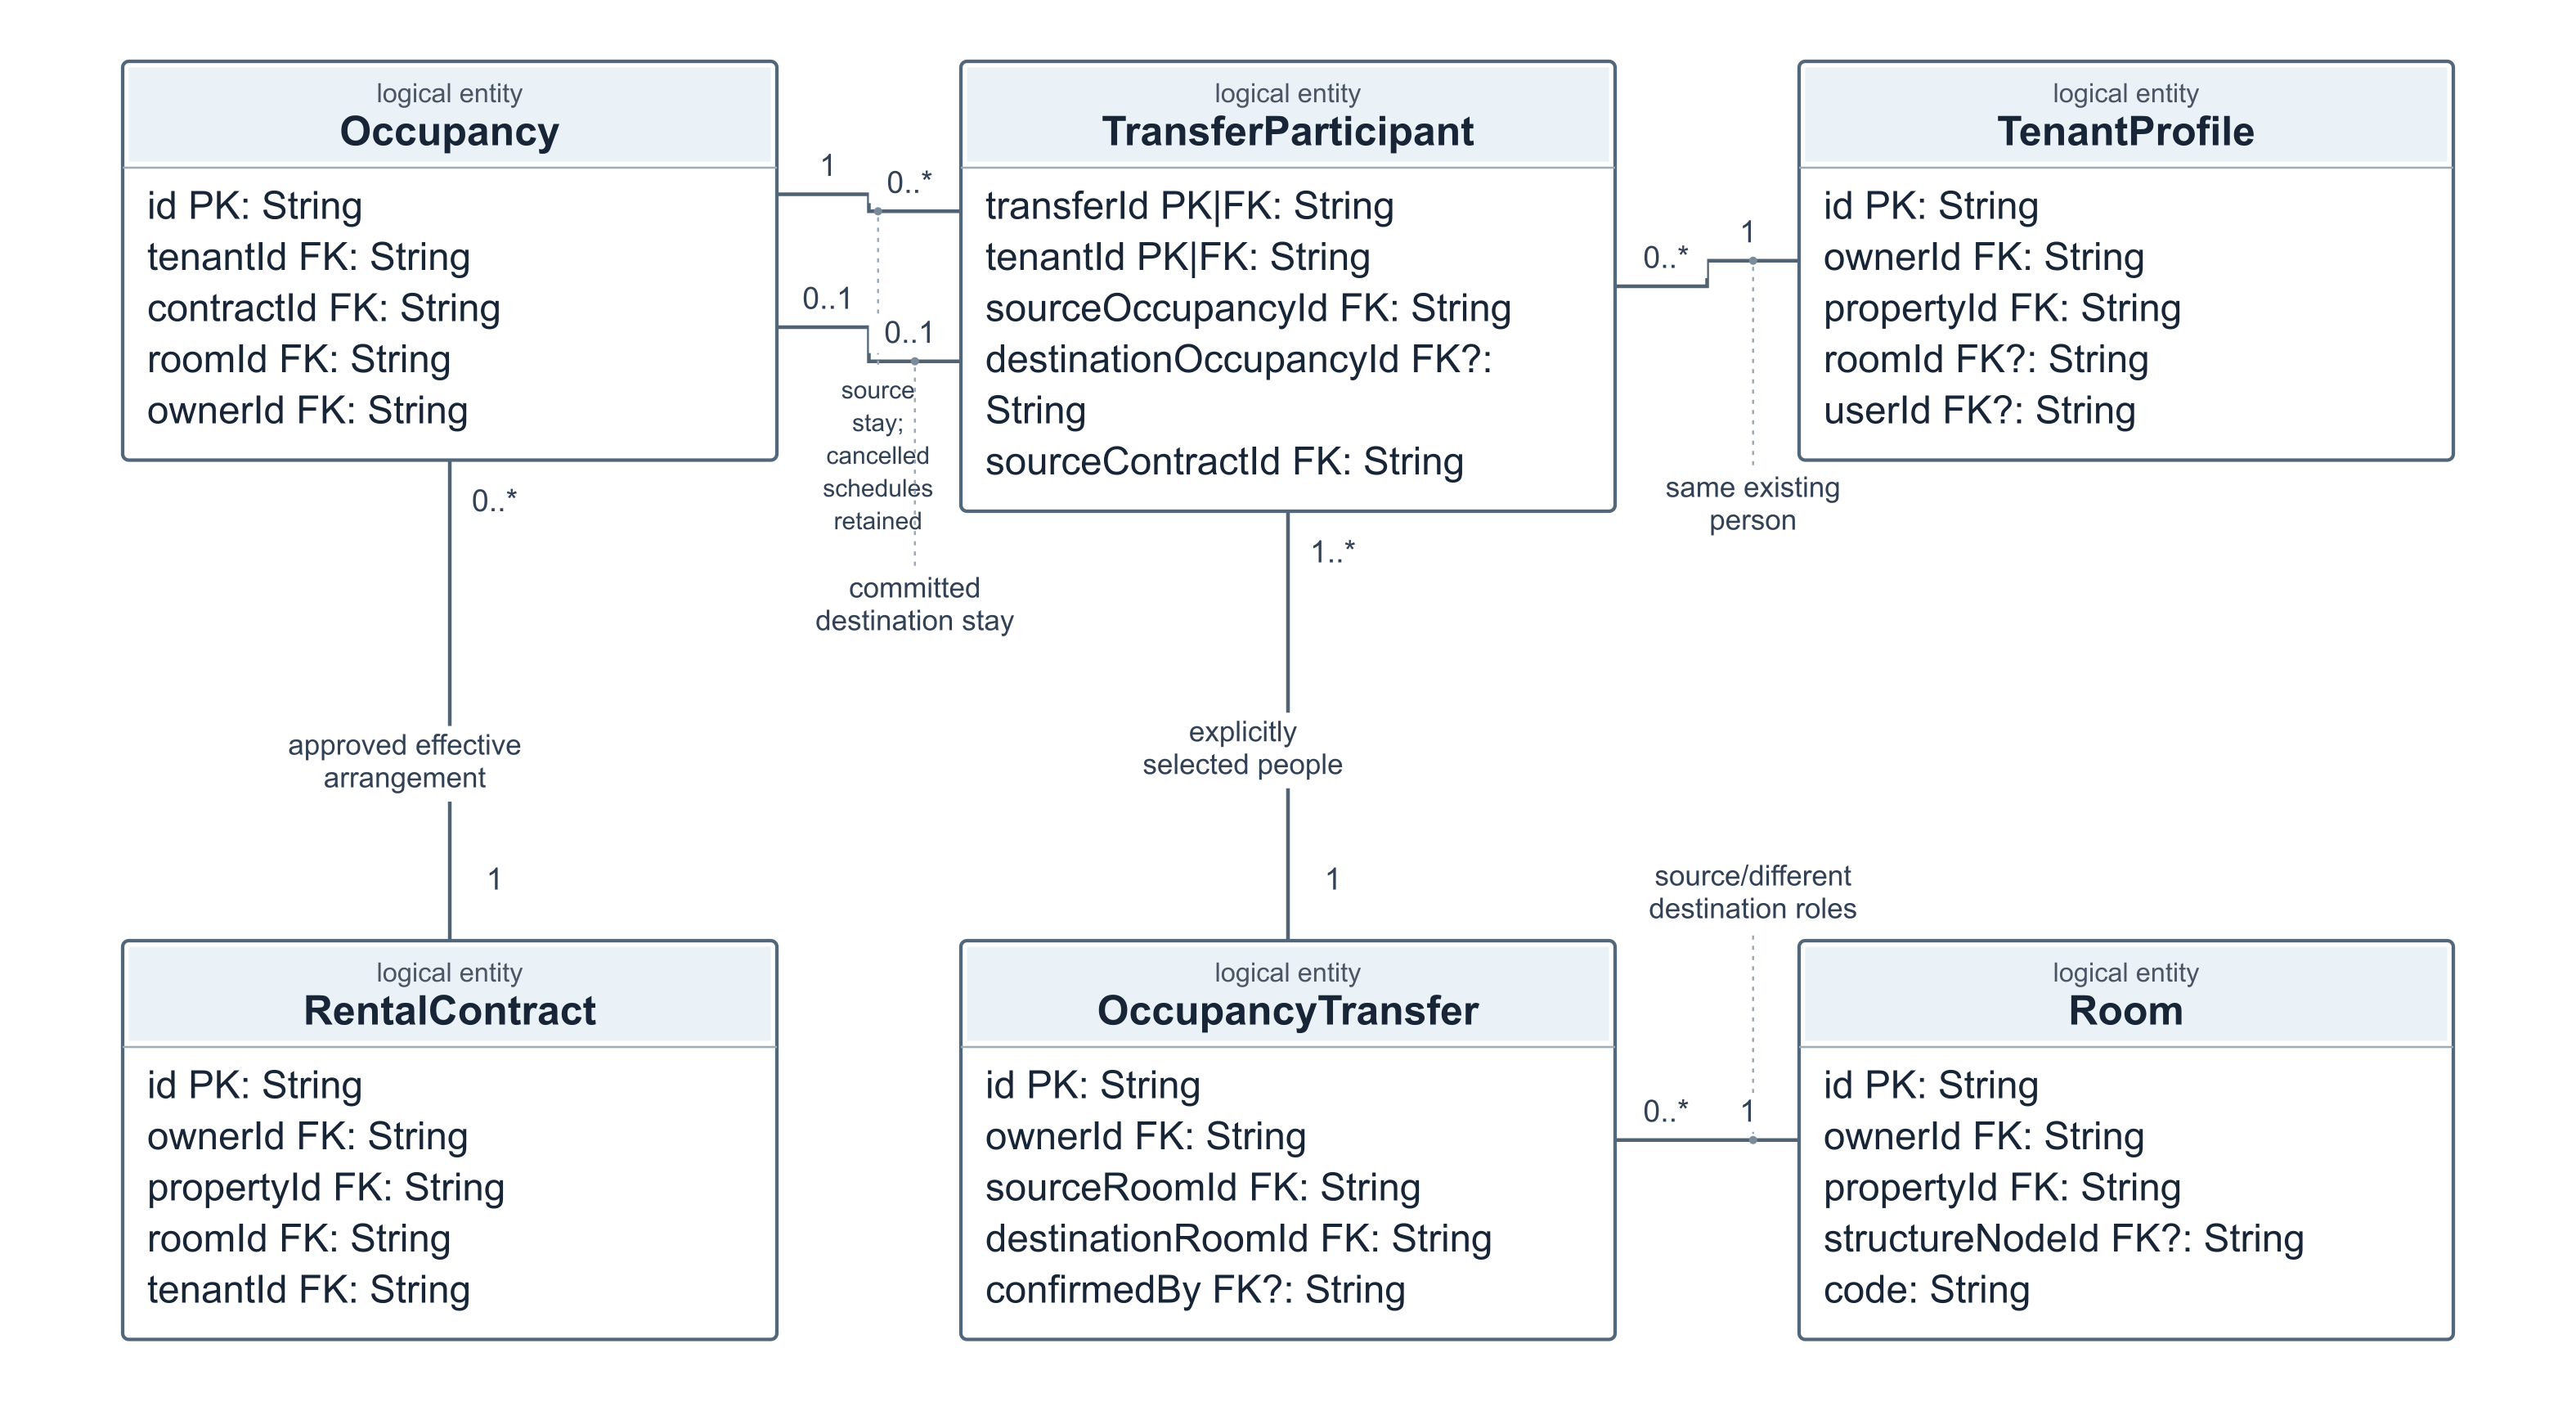 logical entity
Occupancy
id PK: String
tenantId FK: String
contractId FK: String
roomId FK: String
ownerId FK: String
1
0..*
0..1
0..1
source
stay;
cancelled
schedules
retained
committed
destination stay
logical entity
TransferParticipant
transferId PK|FK: String
tenantId PK|FK: String
sourceOccupancyId FK: String
destinationOccupancyId FK?:
String
sourceContractId FK: String
0..*
1
same existing
person
logical entity
TenantProfile
id PK: String
ownerId FK: String
propertyId FK: String
roomId FK?: String
userId FK?: String
0..*
approved effective
arrangement
1
1..*
explicitly
selected people
1
source/different
destination roles
logical entity
RentalContract
id PK: String
ownerId FK: String
propertyId FK: String
roomId FK: String
tenantId FK: String
logical entity
OccupancyTransfer
id PK: String
ownerId FK: String
sourceRoomId FK: String
destinationRoomId FK: String
confirmedBy FK?: String
0..*
1
logical entity
Room
id PK: String
ownerId FK: String
propertyId FK: String
structureNodeId FK?: String
code: String